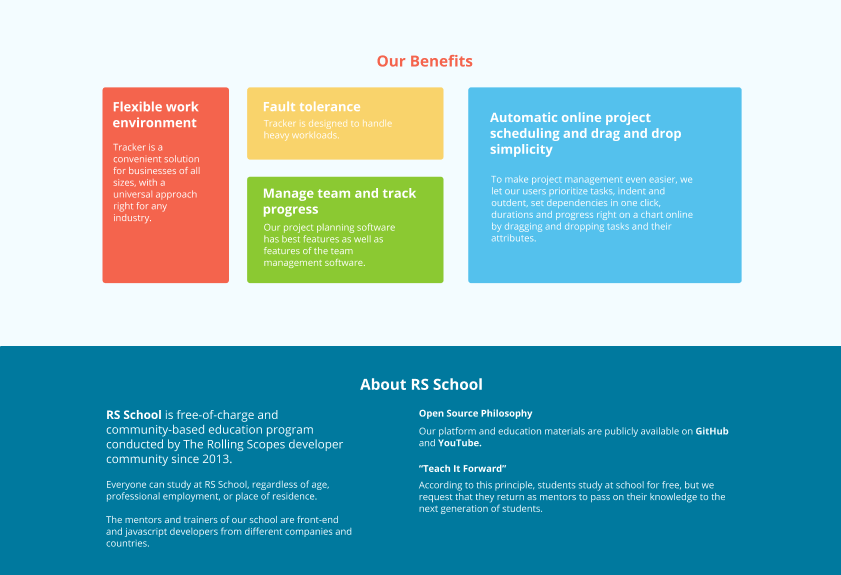 Our Benefits
Flexible work
environment
Tracker is a
convenient solution
for businesses of all
sizes, with a
universal approach
right for any
industry.
Fault tolerance
Tracker is designed to handle
heavy workloads.
Manage team and track
progress
Our project planning software
has best features as well as
features of the team
management software.
Automatic online project
scheduling and drag and drop
simplicity
To make project management even easier, we
let our users prioritize tasks, indent and
outdent, set dependencies in one click,
durations and progress right on a chart online
by dragging and dropping tasks and their
attributes.
About RS School
RS School is free-of-charge and
community-based education program
conducted by The Rolling Scopes developer
community since 2013.
Everyone can study at RS School, regardless of age,
professional employment, or place of residence.
The mentors and trainers of our school are front-end
and javascript developers from different companies and
countries.
Open Source Philosophy
Our platform and education materials are publicly available on GitHub
and YouTube.
“Teach It Forward”
According to this principle, students study at school for free, but we
request that they return as mentors to pass on their knowledge to the
next generation of students.